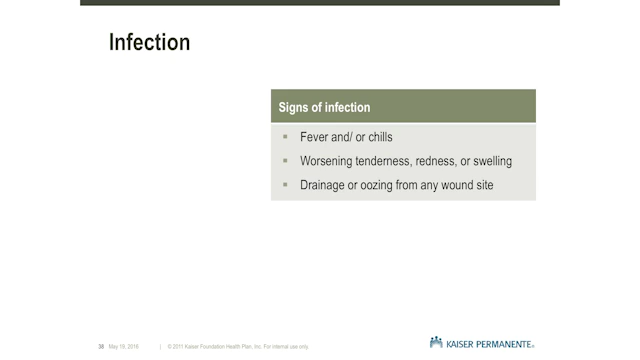 Infection
Signs of infection
▪ Fever and/ or chills
▪ Worsening tenderness, redness, or swelling
▪ Drainage or oozing from any wound site
38 May 19, 2016 | © 2011 Kaiser Foundation Health Plan, Inc. For internal use only.
KAISER PERMANENTE®